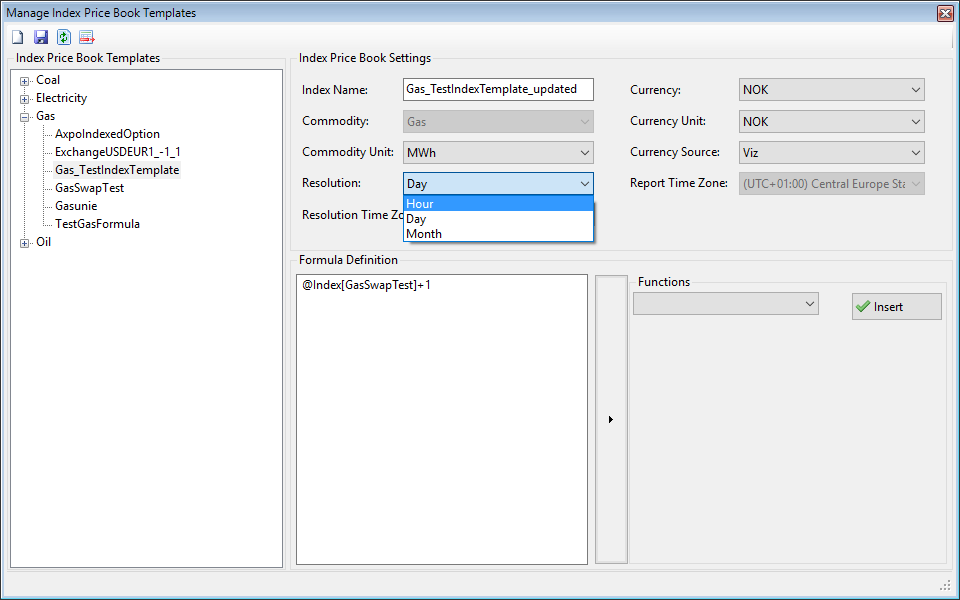 Manage Index Price Book Templates
Index Price Book Templates
Coal
Electricity
Gas
AxpoIndexedOption
ExchangeUSDEUR1_-1_1
Gas_TestIndexTemplate
GasSwapTest
Gasunie
TestGasFormula
Oil
Index Price Book Settings
Index Name: Gas_TestIndexTemplate_updated
Commodity: Gas
Commodity Unit: MWh
Resolution: Day
Hour
Day
Month
Resolution Time Zo
Currency: NOK
Currency Unit: NOK
Currency Source: Viz
Report Time Zone: (UTC+01:00) Central Europe Sta
Formula Definition
@Index[GasSwapTest]+1
Functions
Insert